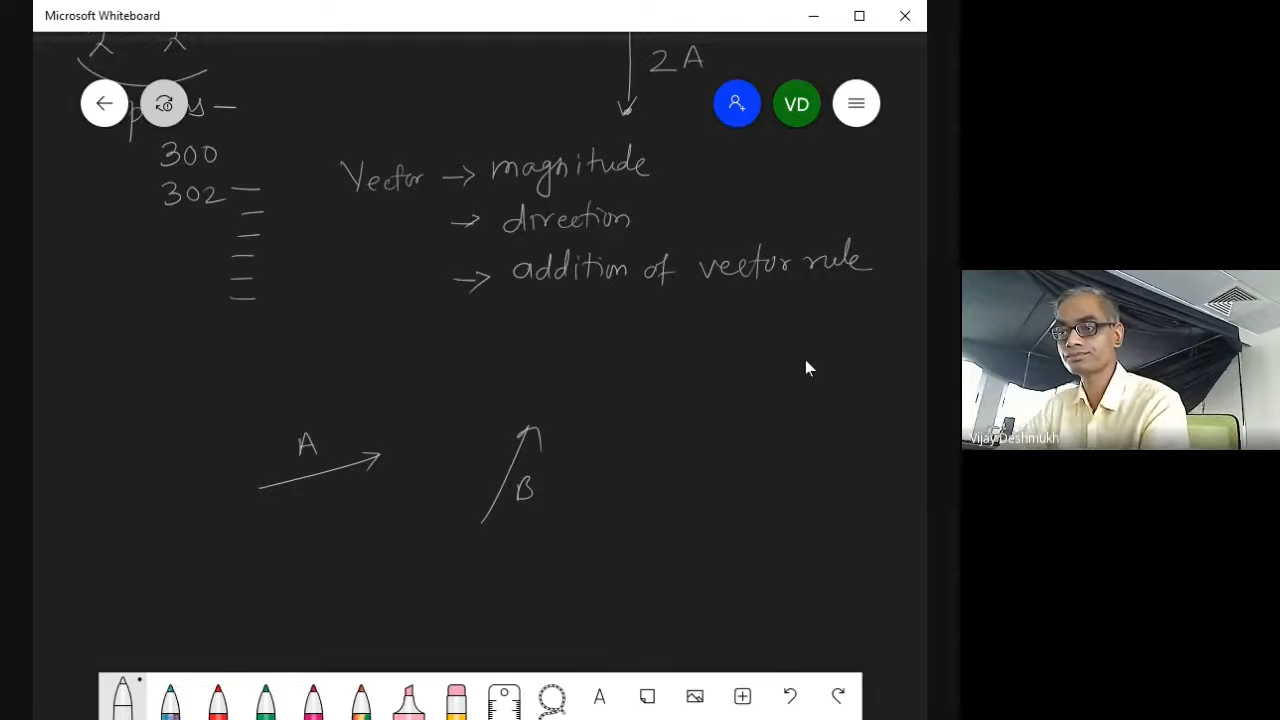 Microsoft Whiteboard
2A
VD
300
302
Vector → magnitude
→ direction
→ addition of vector rule
A
B
Vijay Deshmukh
A